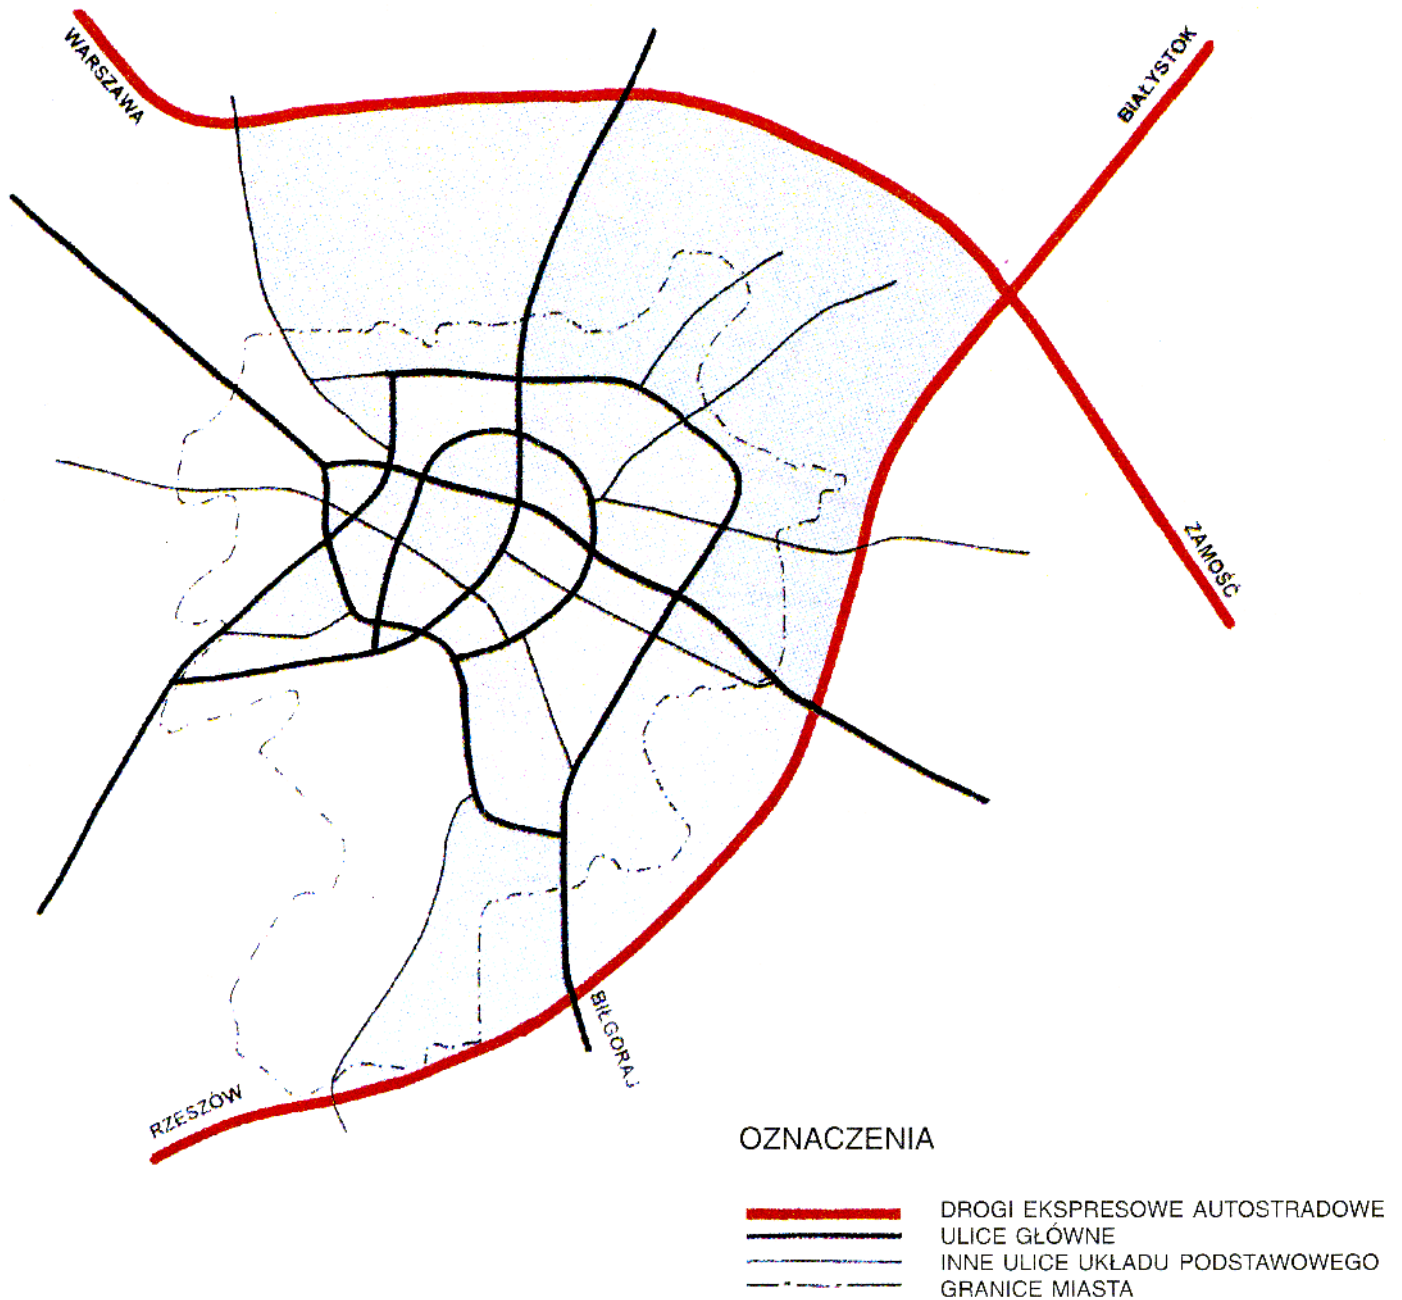 WARSZAWA
BIAŁYSTOK
ZAMOŚĆ
BIŁGORAJ
RZESZÓW
OZNACZENIA
DROGI EKSPRESOWE AUTOSTRADOWE
ULICE GŁÓWNE
INNE ULICE UKŁADU PODSTAWOWEGO
GRANICE MIASTA